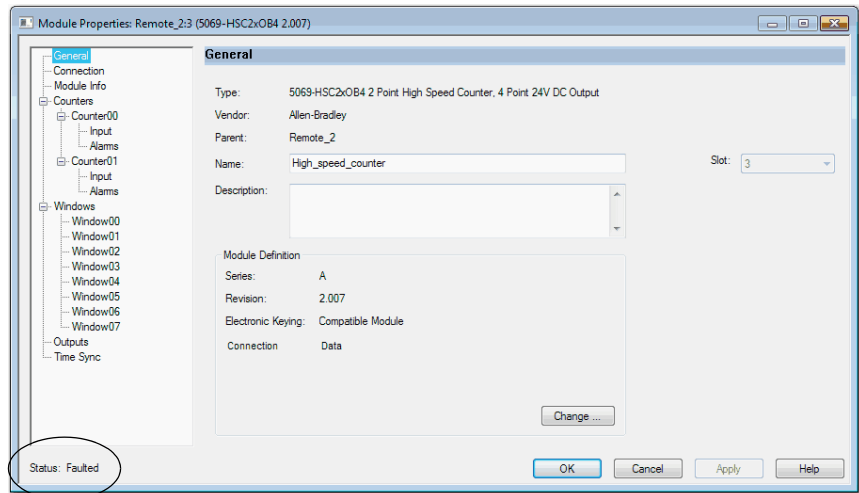 Module Properties: Remote_2:3 (5069-HSC2xOB4 2.007)
General
Connection
Module Info
Counters
Counter00
Input
Alarms
Counter01
Input
Alarms
Windows
Window00
Window01
Window02
Window03
Window04
Window05
Window06
Window07
Outputs
Time Sync
General
Type: 5069-HSC2xOB4 2 Point High Speed Counter, 4 Point 24V DC Output
Vendor: Allen-Bradley
Parent: Remote_2
Name: High_speed_counter Slot: 3
Description:
Module Definition
Series: A
Revision: 2.007
Electronic Keying: Compatible Module
Connection Data
Change ...
Status: Faulted OK Cancel Apply Help